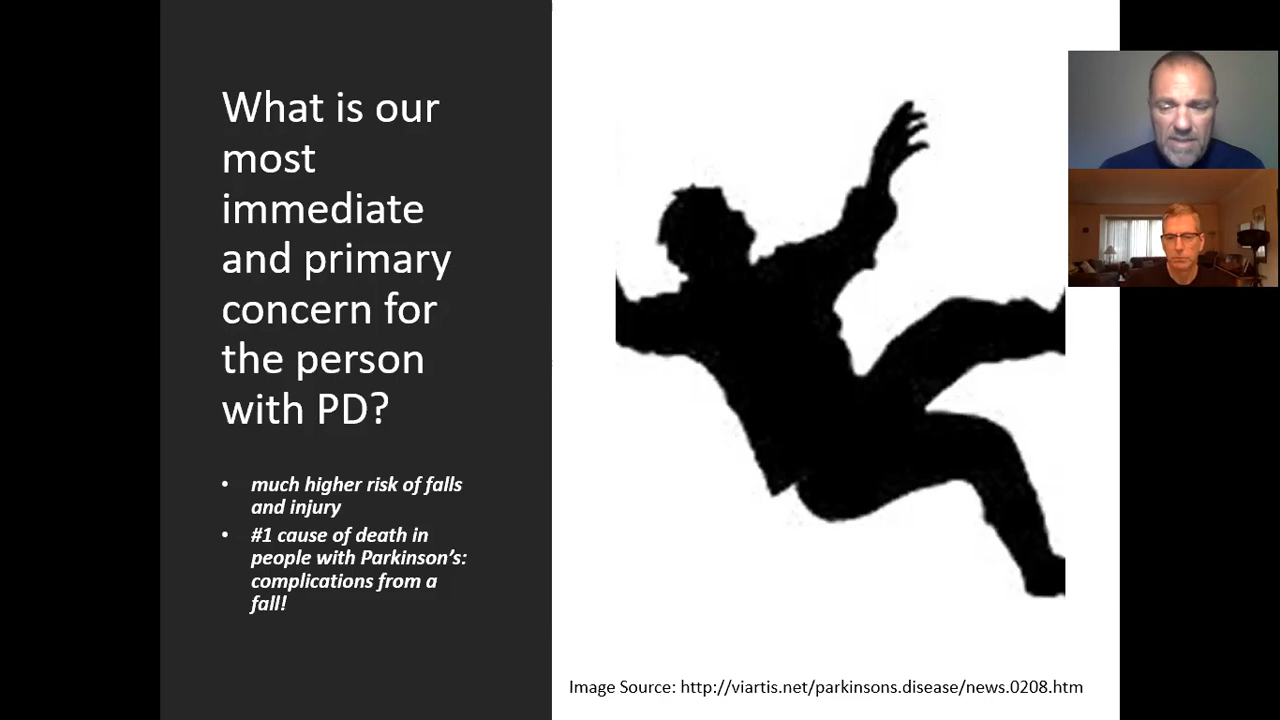 What is our
most
immediate
and primary
concern for
the person
with PD?
• much higher risk of falls
and injury
• #1 cause of death in
people with Parkinson’s:
complications from a
fall!
Image Source: http://viartis.net/parkinsons.disease/news.0208.htm